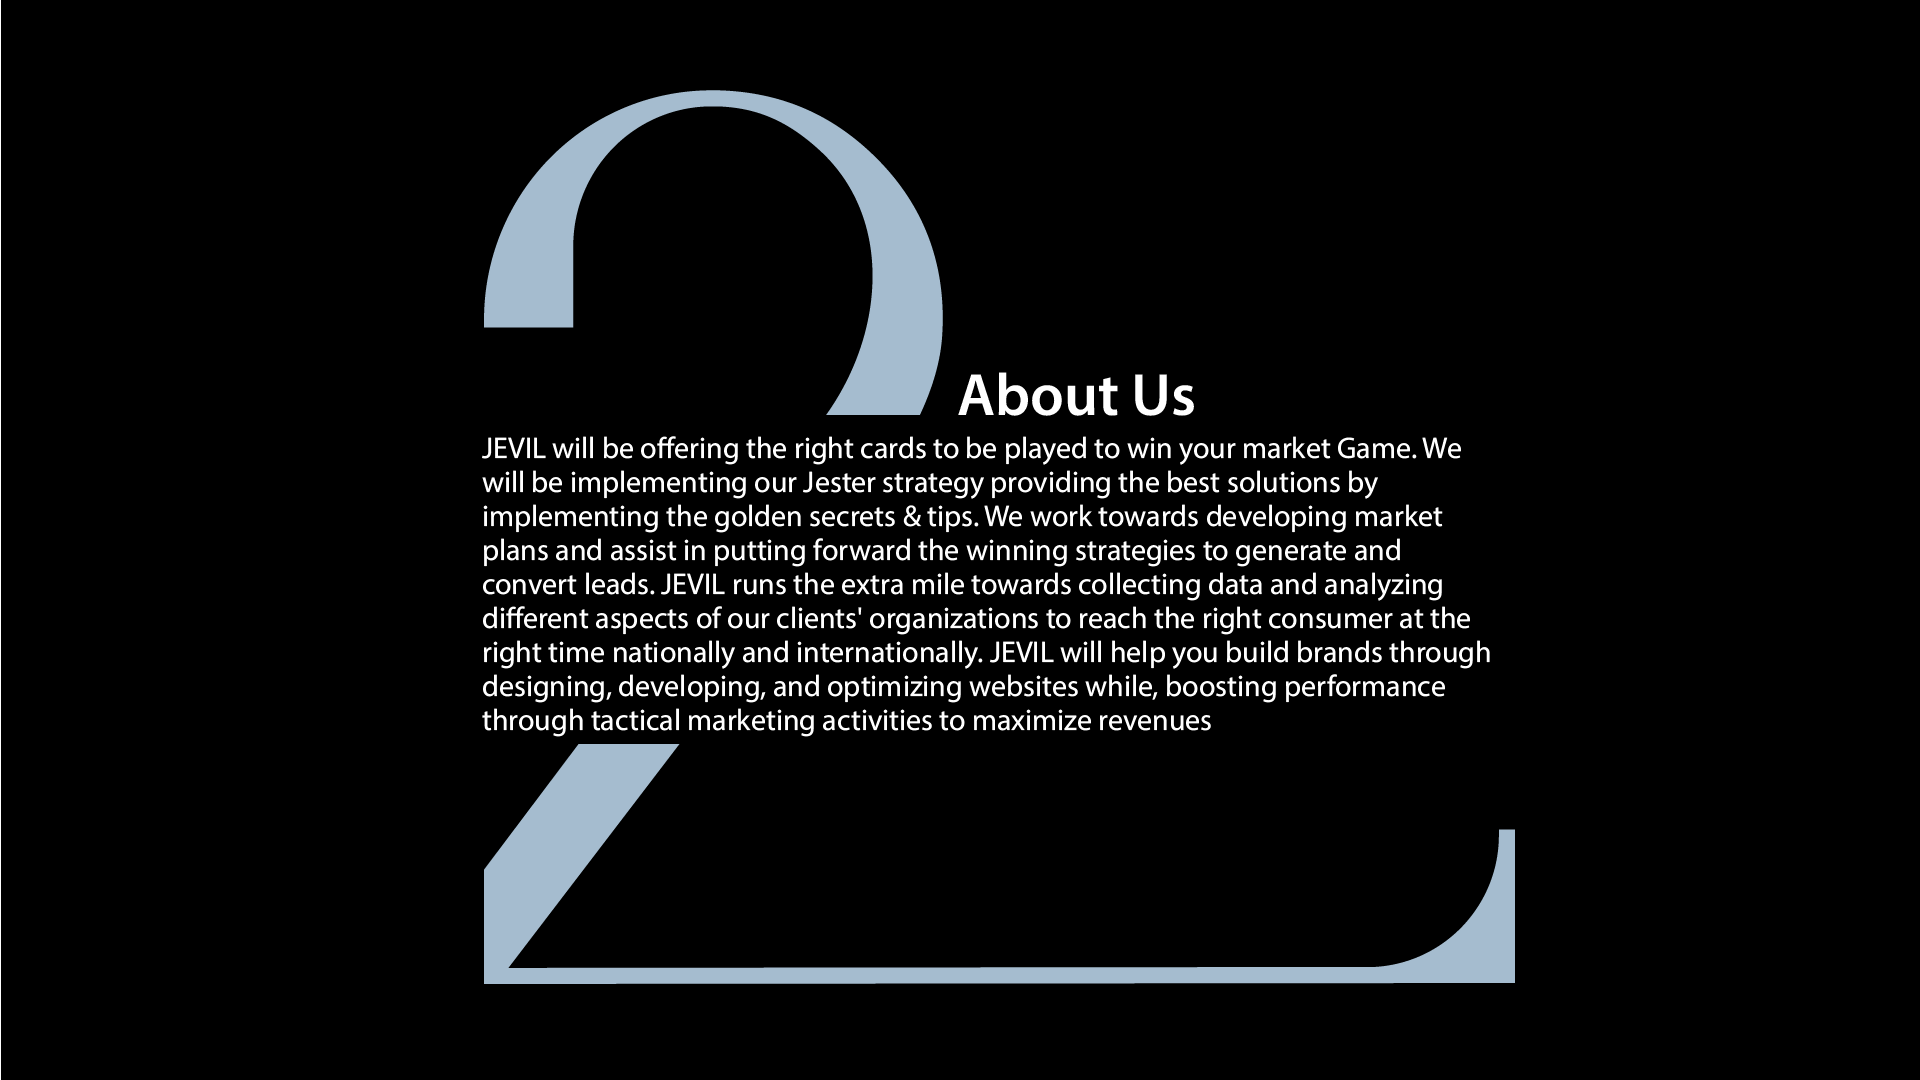 2
About Us
JEVIL will be offering the right cards to be played to win your market Game. We
will be implementing our Jester strategy providing the best solutions by
implementing the golden secrets & tips. We work towards developing market
plans and assist in putting forward the winning strategies to generate and
convert leads. JEVIL runs the extra mile towards collecting data and analyzing
different aspects of our clients' organizations to reach the right consumer at the
right time nationally and internationally. JEVIL will help you build brands through
designing, developing, and optimizing websites while, boosting performance
through tactical marketing activities to maximize revenues